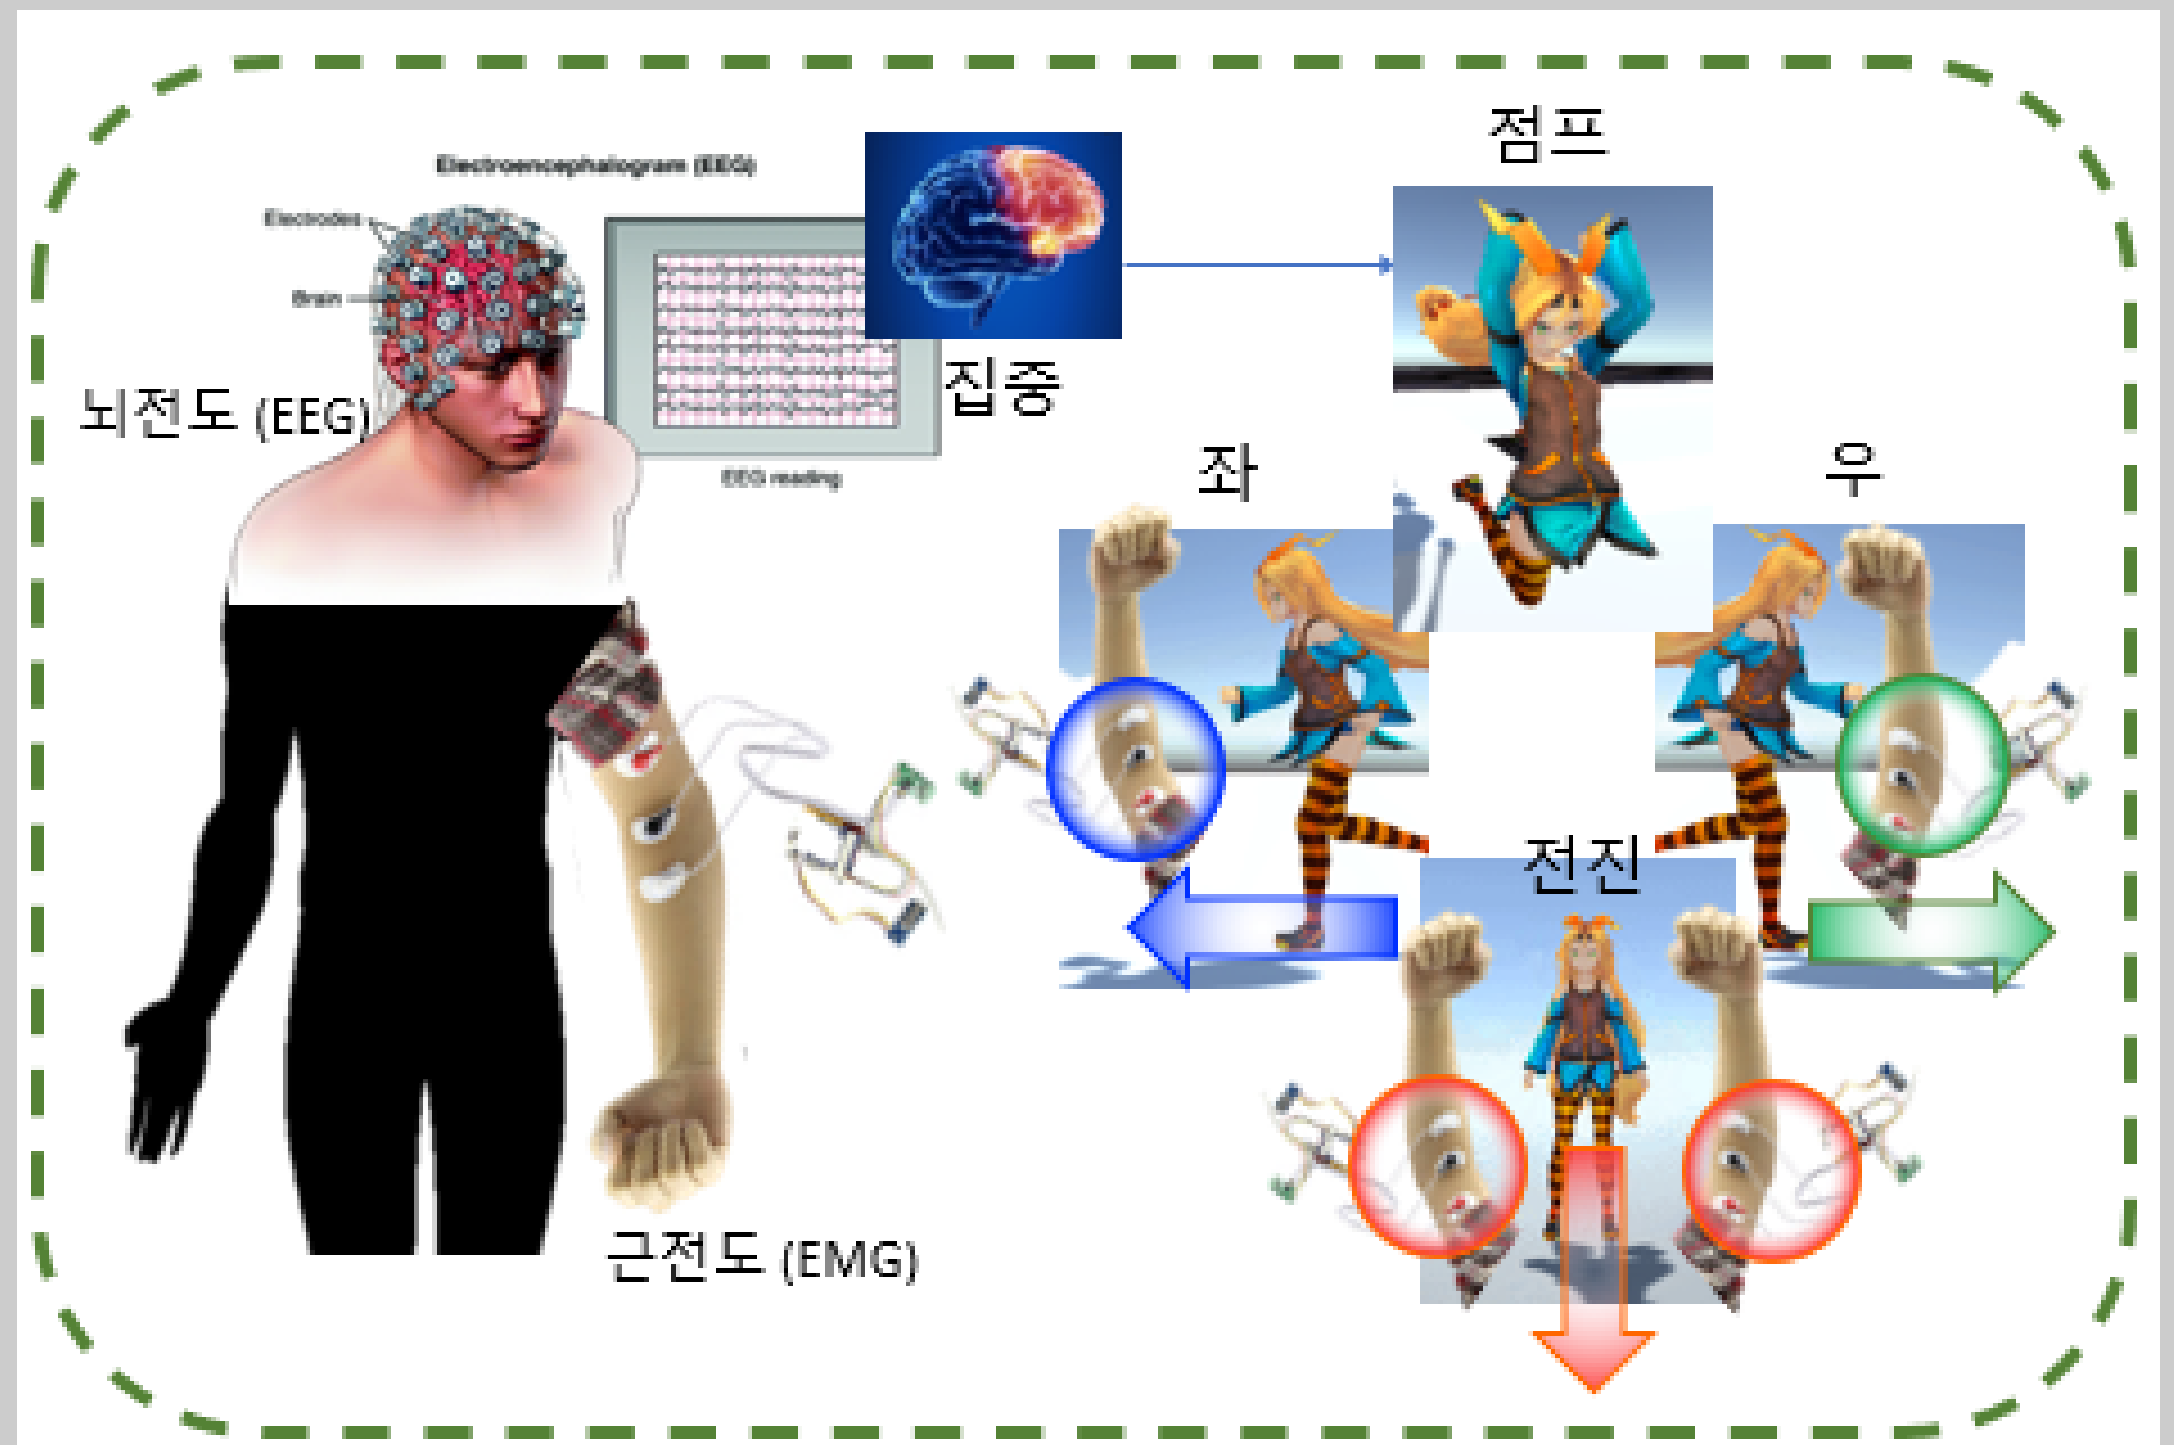 점프
Electroencephalogram (EEG)
Electrodes
Brain
집중
뇌전도 (EEG)
EEG reading
좌
우
전진
근전도 (EMG)